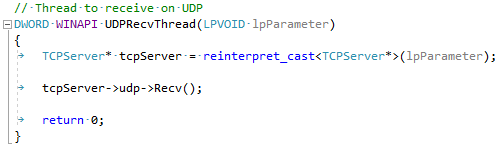 // Thread to receive on UDP
DWORD WINAPI UDPRecvThread(LPVOID lpParameter)
{
TCPServer* tcpServer = reinterpret_cast<TCPServer*>(lpParameter);
tcpServer->udp->Recv();
return 0;
}